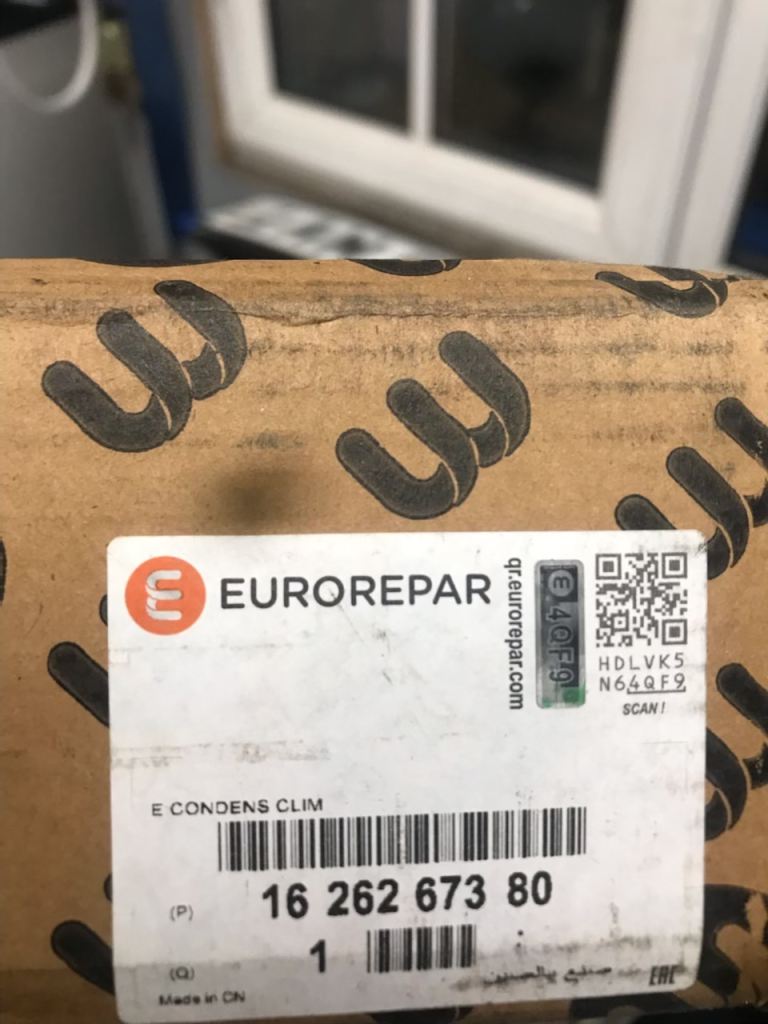 EUROREPAR
qr.eurorepar.com
4QF9
HDLVK5
N64QF9
SCAN!
E CONDENS CLIM
(P) 16 262 673 80
(Q) 1
صنع بالصين
Made in CN
EAC